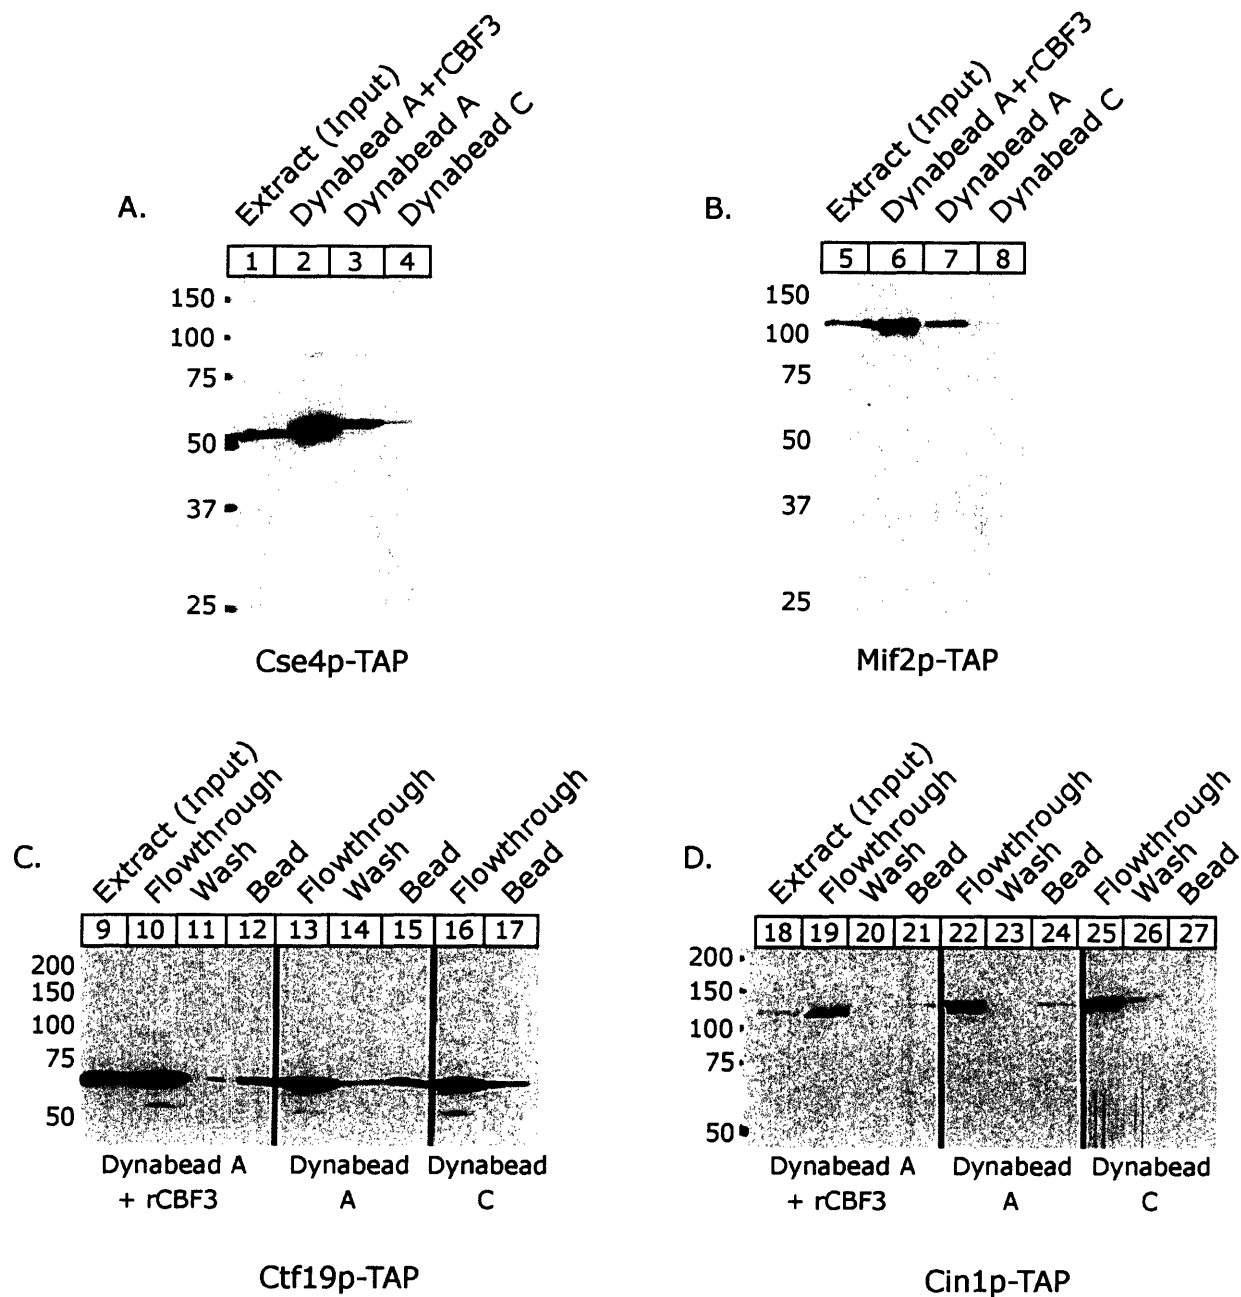 A.
Extract (Input)
Dynabead A+rCBF3
Dynabead A
Dynabead C
1 2 3 4
150
100
75
50
37
25
Cse4p-TAP
B.
Extract (Input)
Dynabead A+rCBF3
Dynabead A
Dynabead C
5 6 7 8
150
100
75
50
37
25
Mif2p-TAP
C.
Extract (Input)
Flowthrough
Wash
Bead
Flowthrough
Wash
Bead
Flowthrough
Bead
9 10 11 12 13 14 15 16 17
200
150
100
75
50
Dynabead A
+ rCBF3
Dynabead
A
Dynabead
C
Ctf19p-TAP
D.
Extract (Input)
Flowthrough
Wash
Bead
Flowthrough
Wash
Bead
Flowthrough
Wash
Bead
18 19 20 21 22 23 24 25 26 27
200
150
100
75
50
Dynabead A
+ rCBF3
Dynabead
A
Dynabead
C
Cin1p-TAP